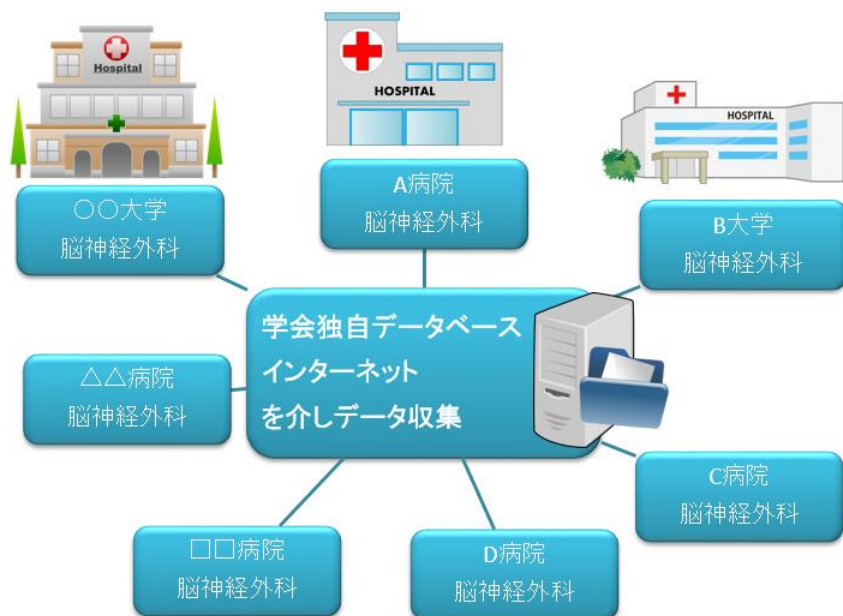 Hospital
HOSPITAL
HOSPITAL
○○大学
脳神経外科
A病院
脳神経外科
B大学
脳神経外科
学会独自データベース
インターネット
を介しデータ収集
△△病院
脳神経外科
C病院
脳神経外科
□□病院
脳神経外科
D病院
脳神経外科